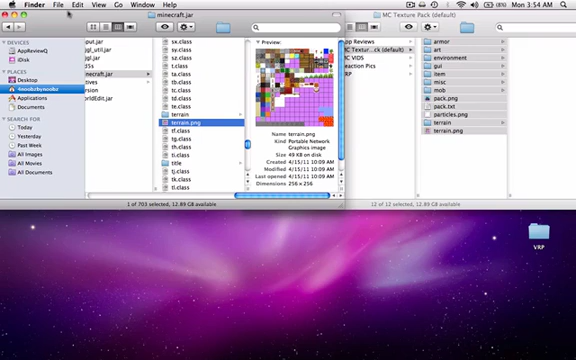 Finder File Edit View Go Window Help
Mon 3:54 AM
minecraft.jar
MC Texture Pack (default)
DEVICES
AppReviewQ
iDisk
PLACES
Desktop
4noobzbynoobz
Applications
Documents
SEARCH FOR
Today
Yesterday
Past Week
All Images
All Movies
All Documents
sx.class
sy.class
sz.class
t.class
ta.class
tb.class
tc.class
td.class
te.class
terrain
terrain.png
tf.class
tg.class
th.class
ti.class
title
tj.class
tk.class
tl.class
Preview:
Name terrain.png
Kind Portable Network
Graphics image
Size 49 KB on disk
Created 4/15/11 10:09 AM
Modified 4/15/11 10:09 AM
Last opened 4/15/11 10:09 AM
Dimensions 256 x 256
1 of 703 selected, 12.89 GB available
App Reviews
MC Textur...ck (default)
MC VIDS
armor
art
environment
gui
item
misc
mob
pack.png
pack.txt
particles.png
terrain
terrain.png
12 of 12 selected, 12.89 GB available
VRP